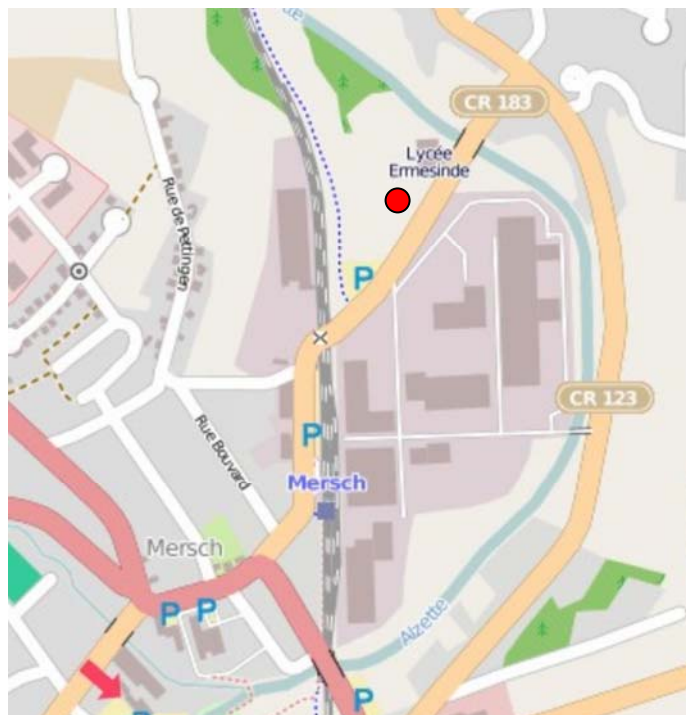 CR 183
Lycée
Ermesinde
Rue de Pettingen
P
CR 123
P
Rue Bouvard
Mersch
Mersch
P
P
Alzette
P